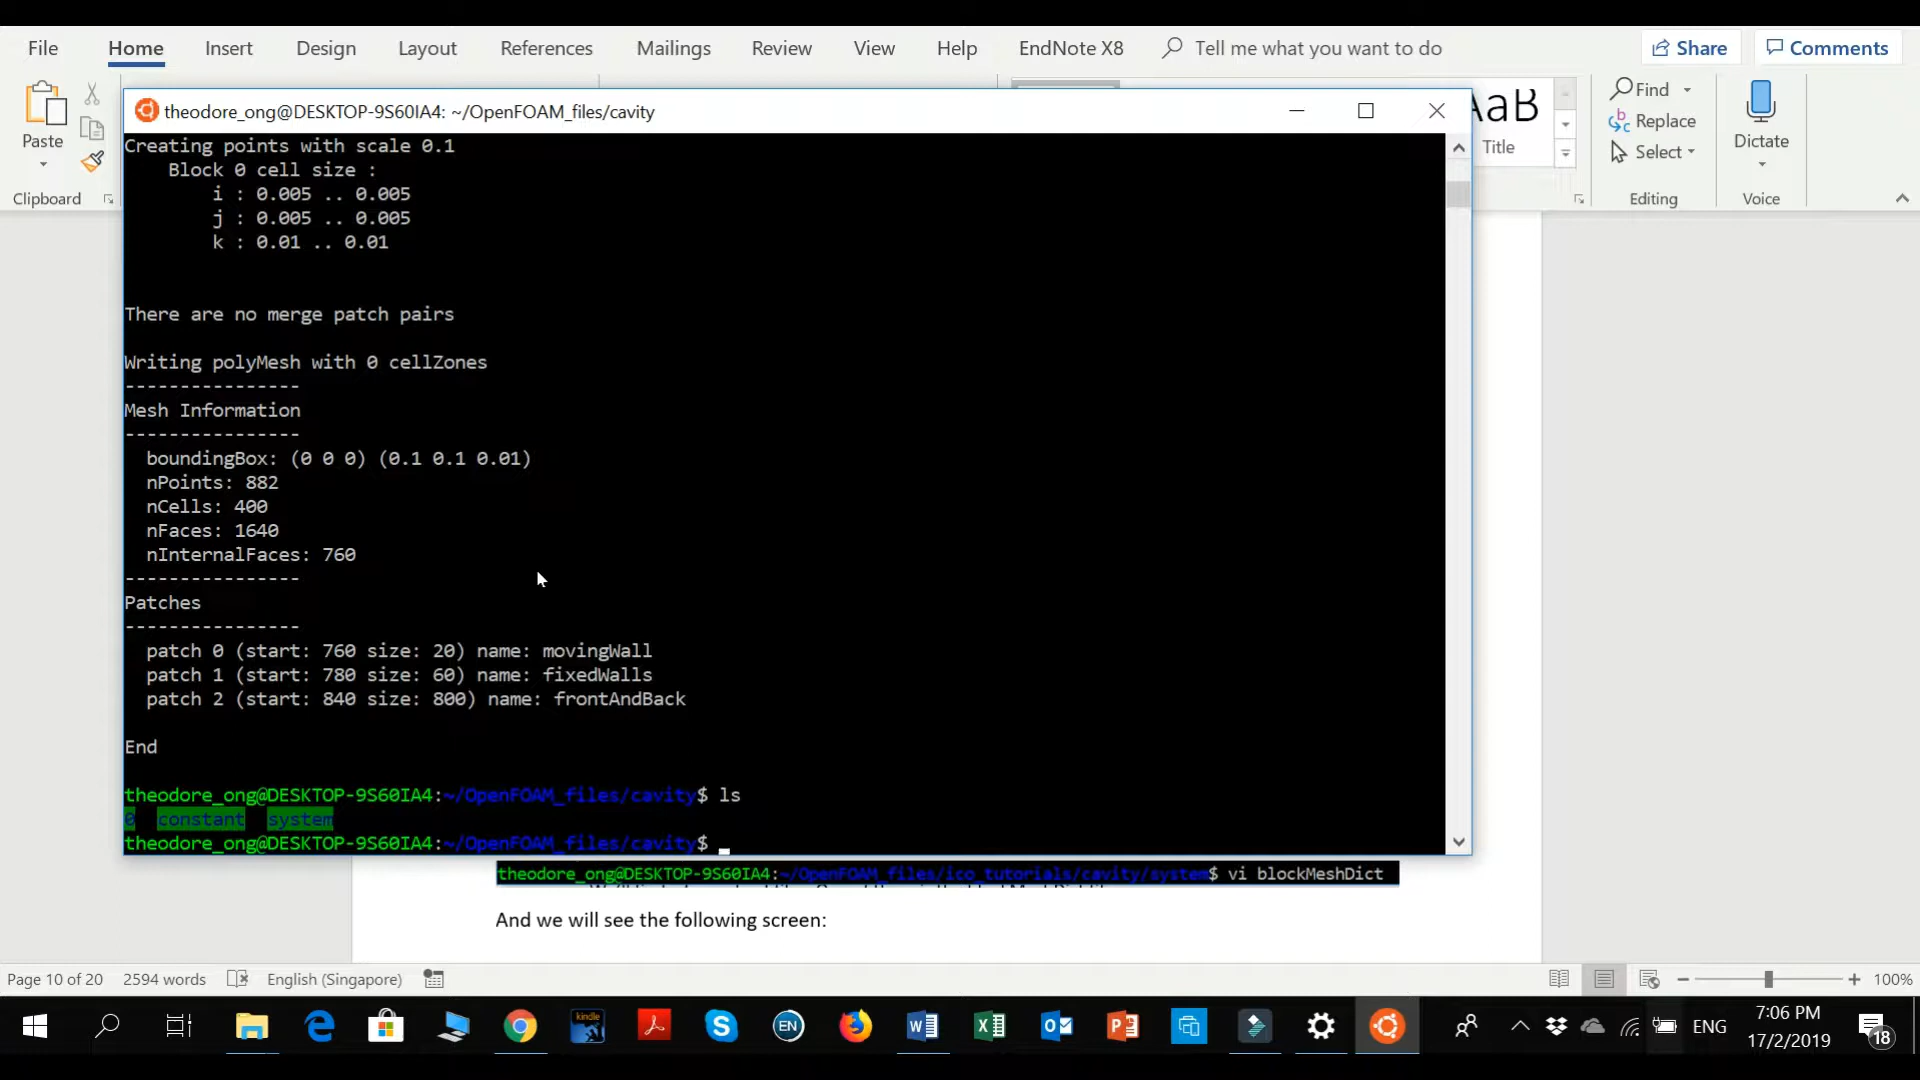 File Home Insert Design Layout References Mailings Review View Help EndNote X8 Tell me what you want to do Share Comments
Paste
Clipboard
AaB
Title
Find
Replace
Select
Editing
Dictate
Voice
theodore_ong@DESKTOP-9S60IA4: ~/OpenFOAM_files/cavity
Creating points with scale 0.1
Block 0 cell size :
i : 0.005 .. 0.005
j : 0.005 .. 0.005
k : 0.01 .. 0.01
There are no merge patch pairs
Writing polyMesh with 0 cellZones
----------------
Mesh Information
----------------
boundingBox: (0 0 0) (0.1 0.1 0.01)
nPoints: 882
nCells: 400
nFaces: 1640
nInternalFaces: 760
----------------
Patches
----------------
patch 0 (start: 760 size: 20) name: movingWall
patch 1 (start: 780 size: 60) name: fixedWalls
patch 2 (start: 840 size: 800) name: frontAndBack
End
theodore_ong@DESKTOP-9S60IA4:~/OpenFOAM_files/cavity$ ls
0 constant system
theodore_ong@DESKTOP-9S60IA4:~/OpenFOAM_files/cavity$ _
theodore_ong@DESKTOP-9S60IA4:~/OpenFOAM_files/ico_tutorials/cavity/system$ vi blockMeshDict
And we will see the following screen:
Page 10 of 20 2594 words English (Singapore) 100%
kindle
EN
ENG
7:06 PM
17/2/2019
18